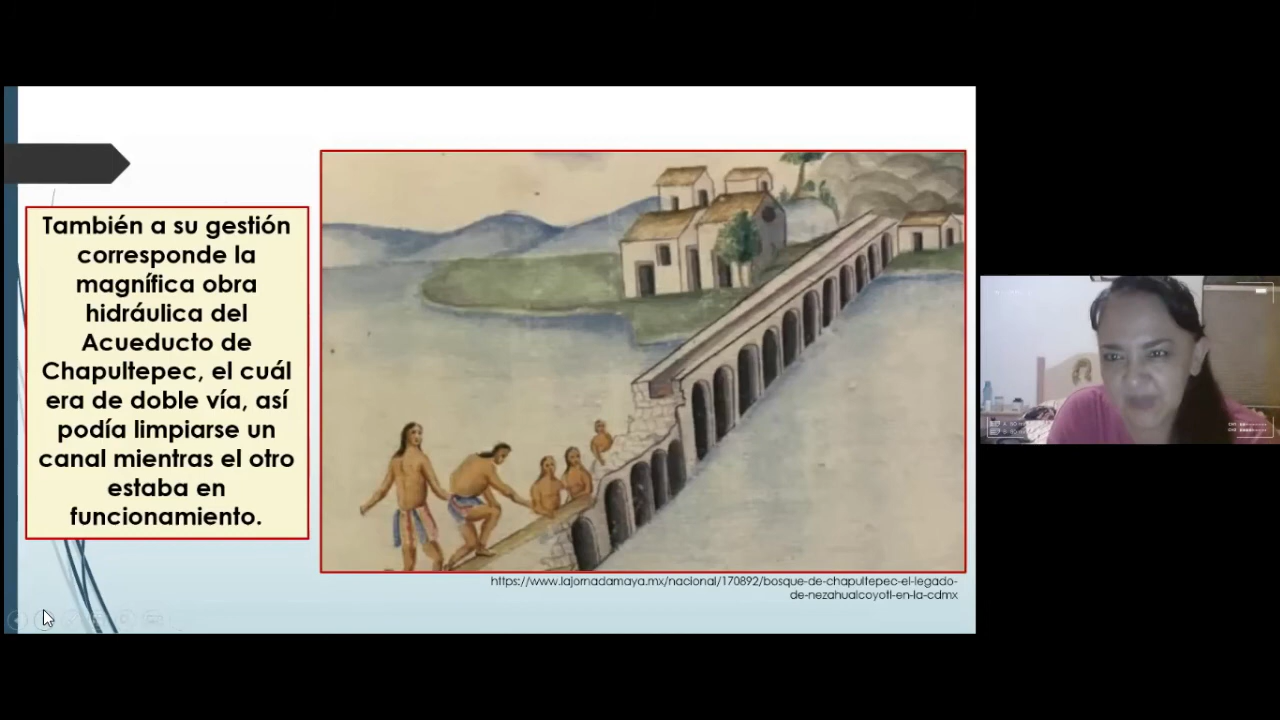 También a su gestión
corresponde la
magnífica obra
hidráulica del
Acueducto de
Chapultepec, el cuál
era de doble vía, así
podía limpiarse un
canal mientras el otro
estaba en
funcionamiento.
https://www.lajornadamaya.mx/nacional/170892/bosque-de-chapultepec-el-legado-
de-nezahualcoyotl-en-la-cdmx